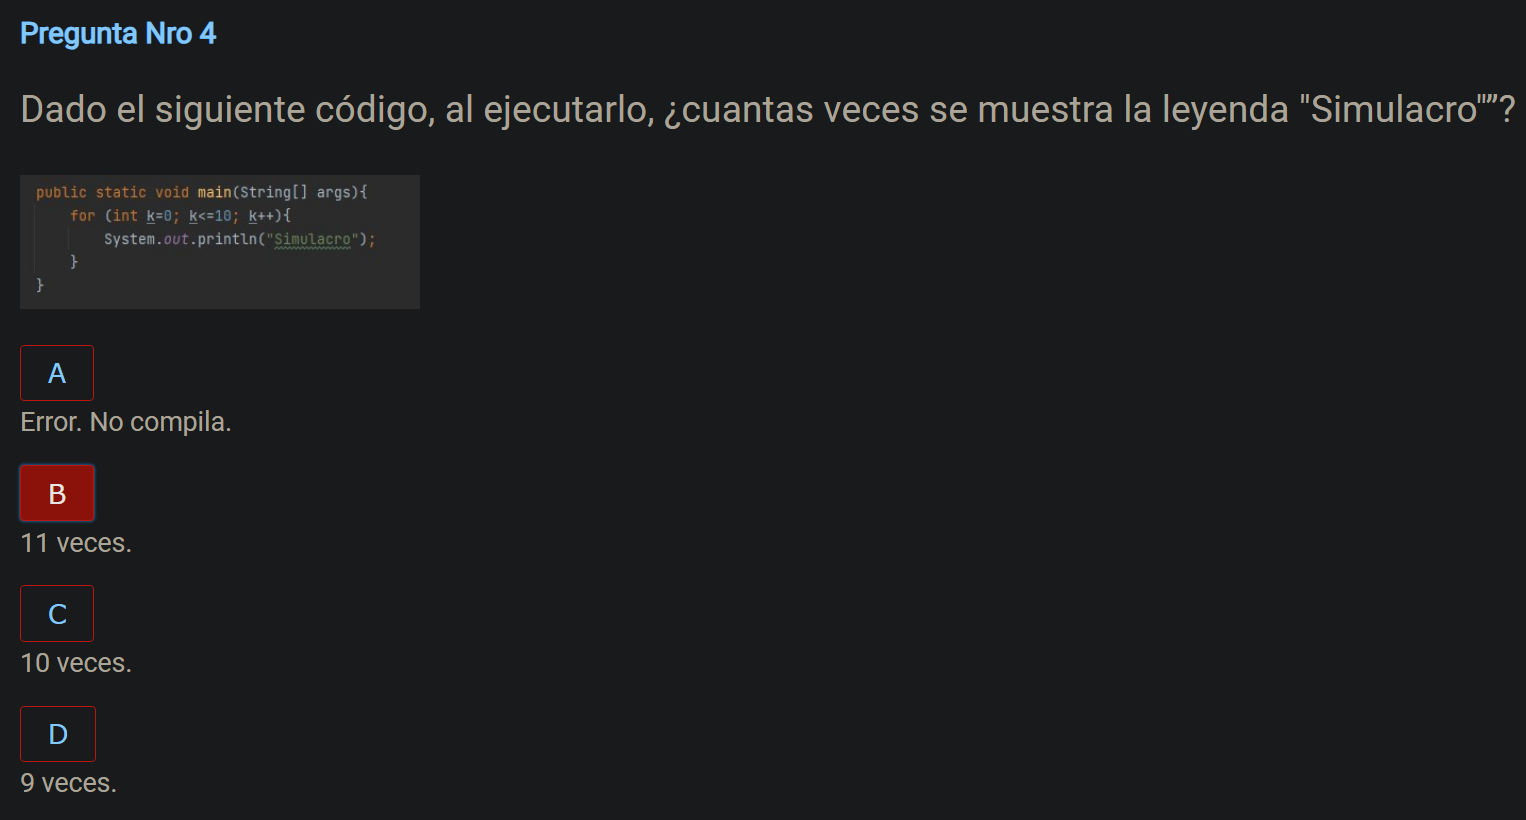 Pregunta Nro 4
Dado el siguiente código, al ejecutarlo, ¿cuantas veces se muestra la leyenda "Simulacro"”?
public static void main(String[] args){
for (int k=0; k<=10; k++){
System.out.println("Simulacro");
}
}
A
Error. No compila.
B
11 veces.
C
10 veces.
D
9 veces.